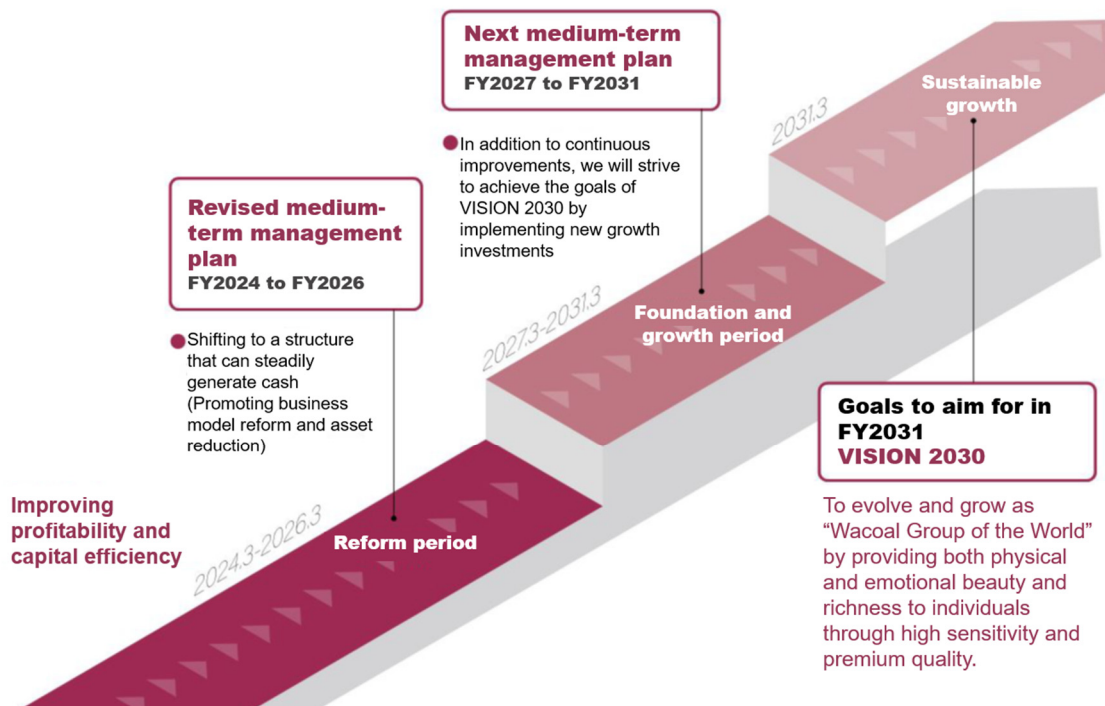 Next medium-term
management plan
FY2027 to FY2031
In addition to continuous
improvements, we will strive
to achieve the goals of
VISION 2030 by
implementing new growth
investments
Revised medium-
term management
plan
FY2024 to FY2026
Shifting to a structure
that can steadily
generate cash
(Promoting business
model reform and asset
reduction)
Improving
profitability and
capital efficiency
2024.3-2026.3
Reform period
2027.3-2031.3
Foundation and
growth period
2031.3
Sustainable
growth
Goals to aim for in
FY2031
VISION 2030
To evolve and grow as
“Wacoal Group of the World”
by providing both physical
and emotional beauty and
richness to individuals
through high sensitivity and
premium quality.